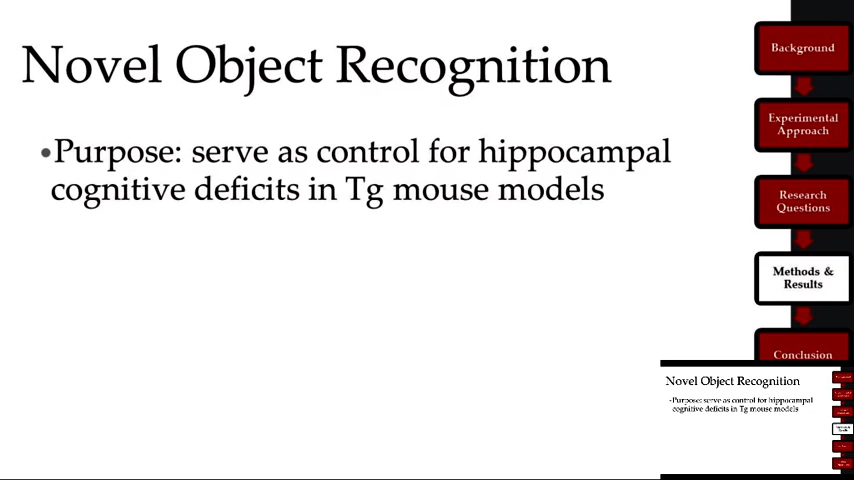 Novel Object Recognition
•Purpose: serve as control for hippocampal
cognitive deficits in Tg mouse models
Background
Experimental
Approach
Research
Questions
Methods &
Results
Conclusion
Novel Object Recognition
•Purpose: serve as control for hippocampal
cognitive deficits in Tg mouse models